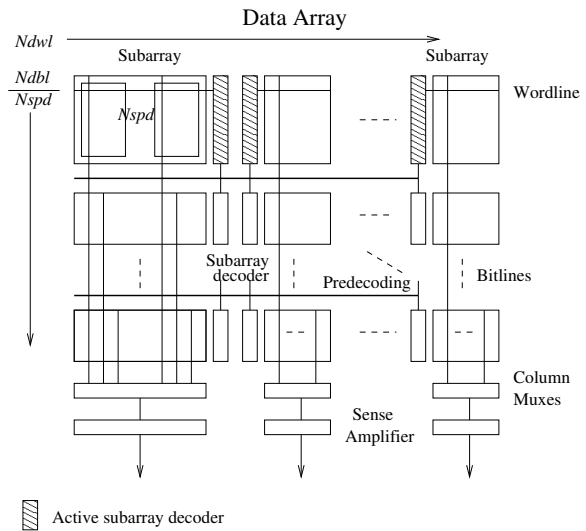 Data Array
Ndwl
Subarray
Subarray
Ndbl
Nspd
Nspd
Wordline
Subarray
decoder
Predecoding
Bitlines
Column
Muxes
Sense
Amplifier
Active subarray decoder